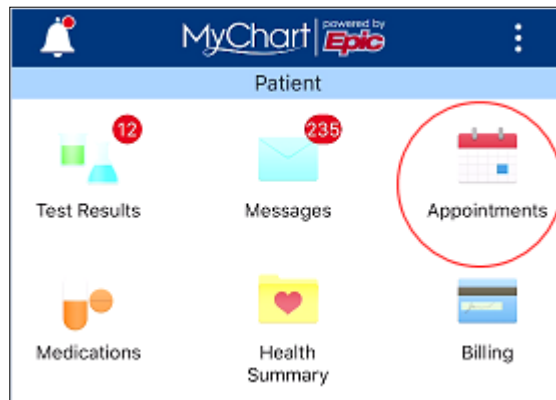 MyChart powered by Epic
Patient
12 235
Test Results Messages Appointments
Medications Health Summary Billing